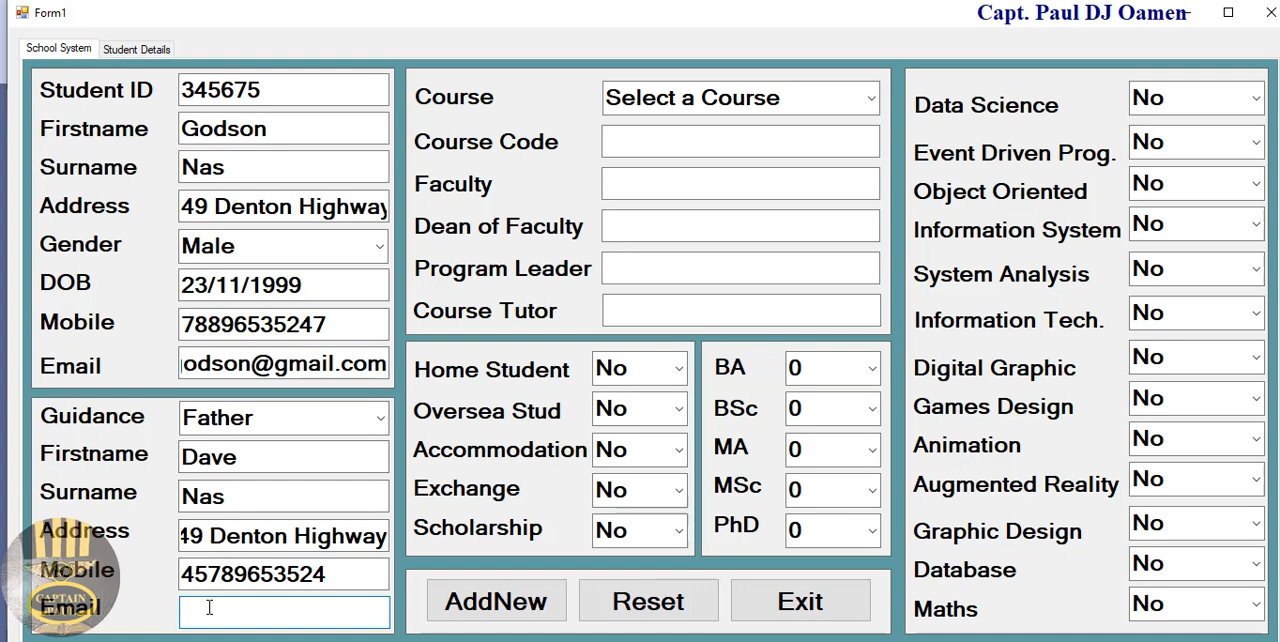 Form1
Capt. Paul DJ Oamen
School System
Student Details
Student ID 345675
Firstname Godson
Surname Nas
Address 49 Denton Highway
Gender Male
DOB 23/11/1999
Mobile 78896535247
Email odson@gmail.com
Guidance Father
Firstname Dave
Surname Nas
Address 49 Denton Highway
Mobile 45789653524
Email
Course Select a Course
Course Code
Faculty
Dean of Faculty
Program Leader
Course Tutor
Home Student No
Oversea Stud No
Accommodation No
Exchange No
Scholarship No
BA 0
BSc 0
MA 0
MSc 0
PhD 0
AddNew
Reset
Exit
Data Science No
Event Driven Prog. No
Object Oriented No
Information System No
System Analysis No
Information Tech. No
Digital Graphic No
Games Design No
Animation No
Augmented Reality No
Graphic Design No
Database No
Maths No
CAPTAIN